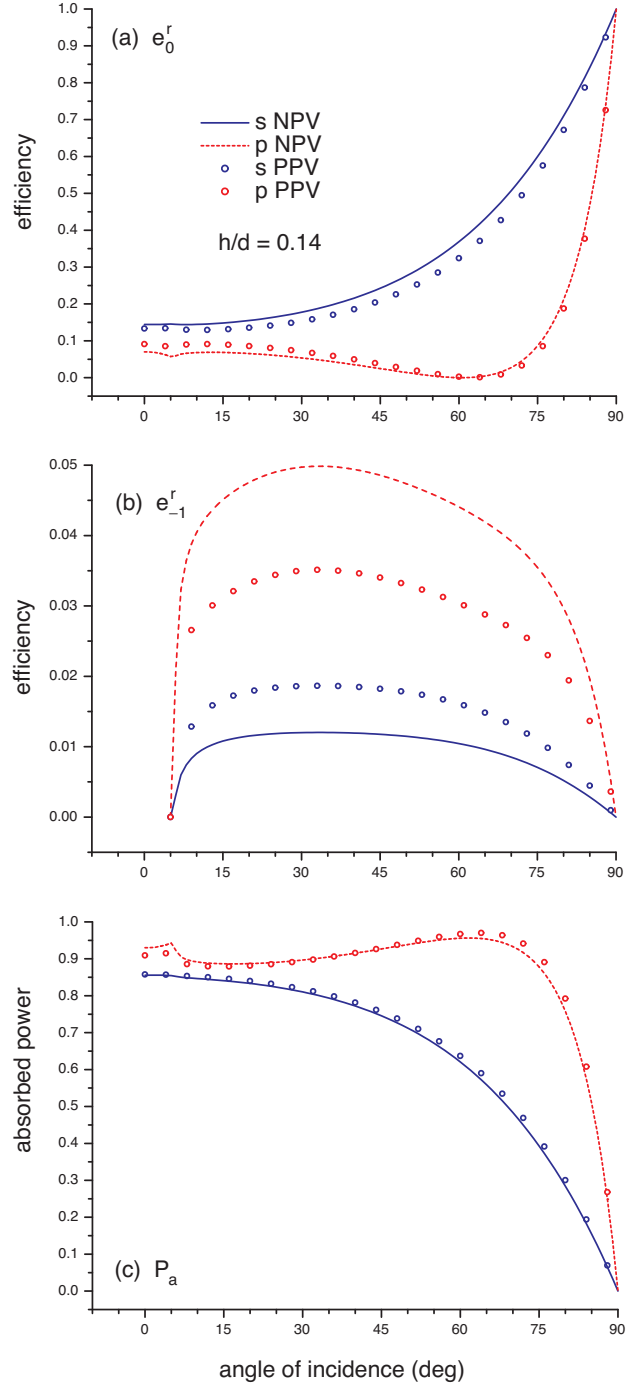 (a) e₀ʳ
efficiency
1.0
0.9
0.8
0.7
0.6
0.5
0.4
0.3
0.2
0.1
0.0
s NPV
p NPV
s PPV
p PPV
h/d = 0.14
0 15 30 45 60 75 90
(b) e₋₁ʳ
efficiency
0.05
0.04
0.03
0.02
0.01
0.00
0 15 30 45 60 75 90
absorbed power
1.0
0.9
0.8
0.7
0.6
0.5
0.4
0.3
0.2
0.1
0.0
(c) Pₐ
0 15 30 45 60 75 90
angle of incidence (deg)